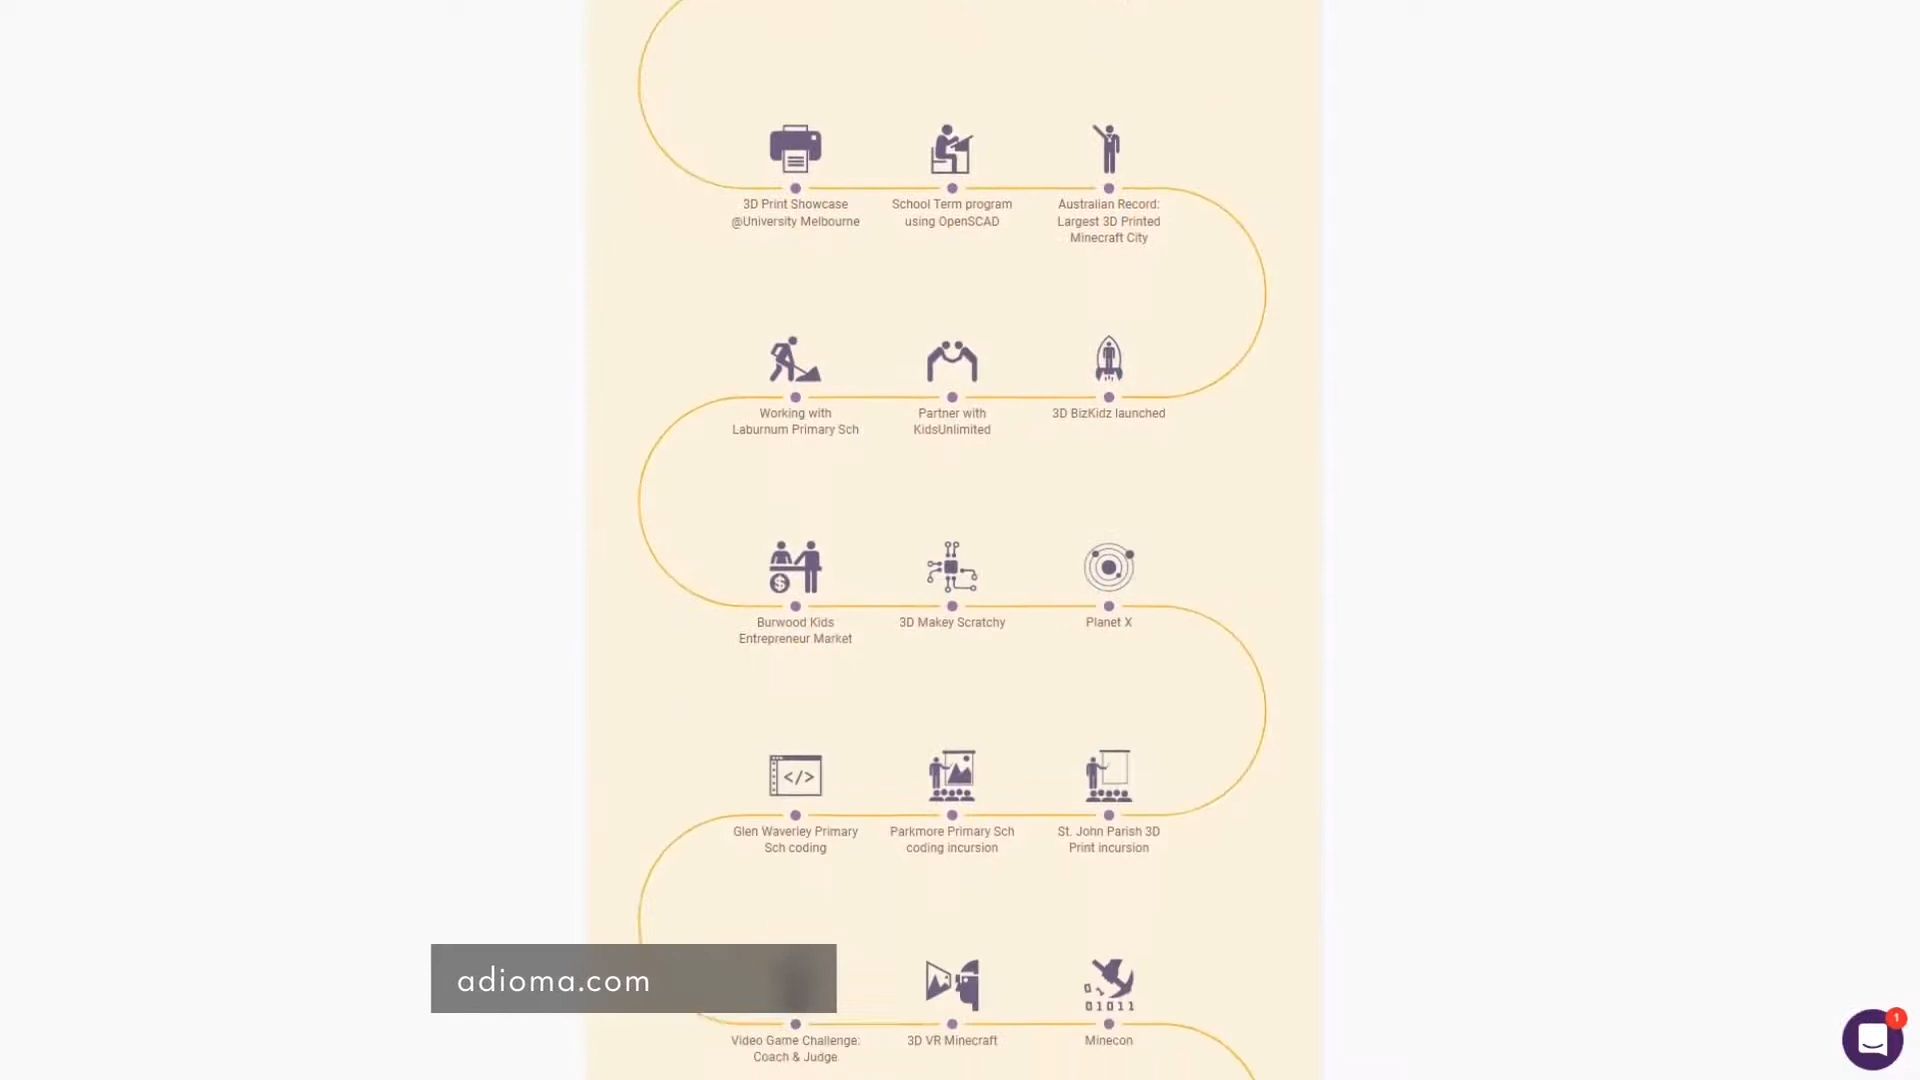 3D Print Showcase
@University Melbourne
School Term program
using OpenSCAD
Australian Record:
Largest 3D Printed
Minecraft City
Working with
Laburnum Primary Sch
Partner with
KidsUnlimited
3D BizKidz launched
$
Burwood Kids
Entrepreneur Market
3D Makey Scratchy
Planet X
</>
Glen Waverley Primary
Sch coding
Parkmore Primary Sch
coding incursion
St. John Parish 3D
Print incursion
adioma.com
01
01011
Video Game Challenge:
Coach & Judge
3D VR Minecraft
Minecon
1